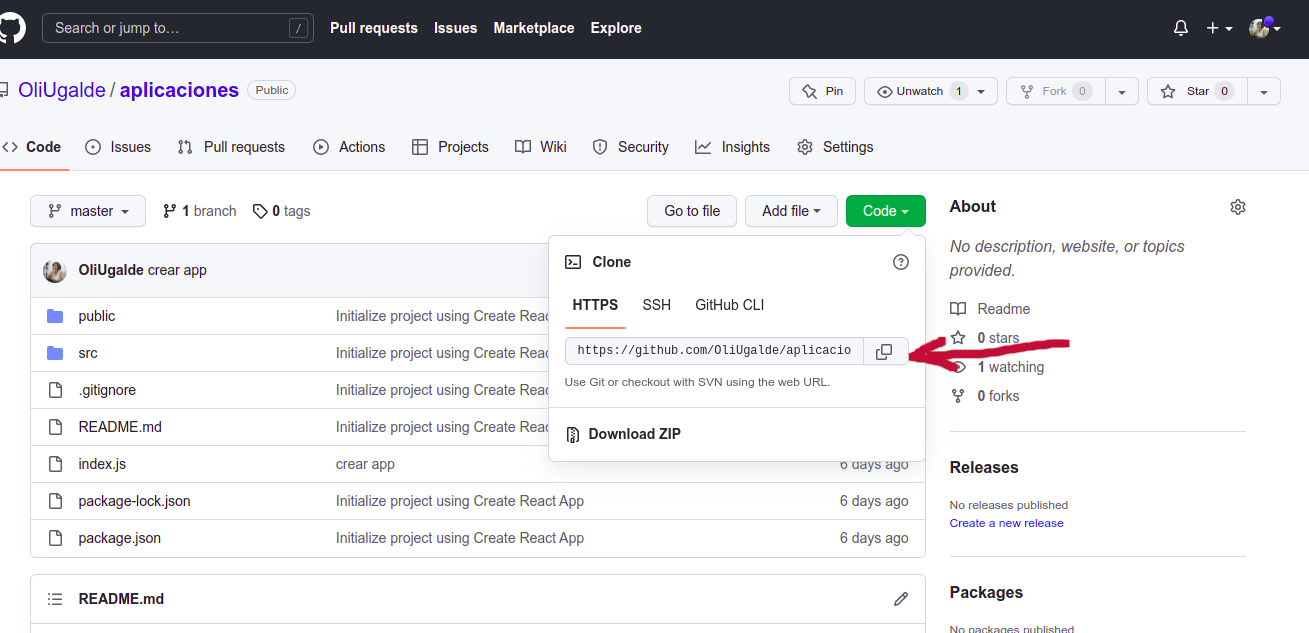 Search or jump to… /
Pull requests Issues Marketplace Explore
OliUgalde / aplicaciones Public
Pin Unwatch 1 Fork 0 Star 0
Code Issues Pull requests Actions Projects Wiki Security Insights Settings
master 1 branch 0 tags Go to file Add file Code
OliUgalde crear app
public Initialize project using Create Reac
src Initialize project using Create Reac
.gitignore Initialize project using Create Reac
README.md Initialize project using Create Reac
index.js crear app 6 days ago
package-lock.json Initialize project using Create React App 6 days ago
package.json Initialize project using Create React App 6 days ago
README.md
Clone
HTTPS SSH GitHub CLI
https://github.com/OliUgalde/aplicacio
Use Git or checkout with SVN using the web URL.
Download ZIP
About
No description, website, or topics
provided.
Readme
0 stars
1 watching
0 forks
Releases
No releases published
Create a new release
Packages
No packages published